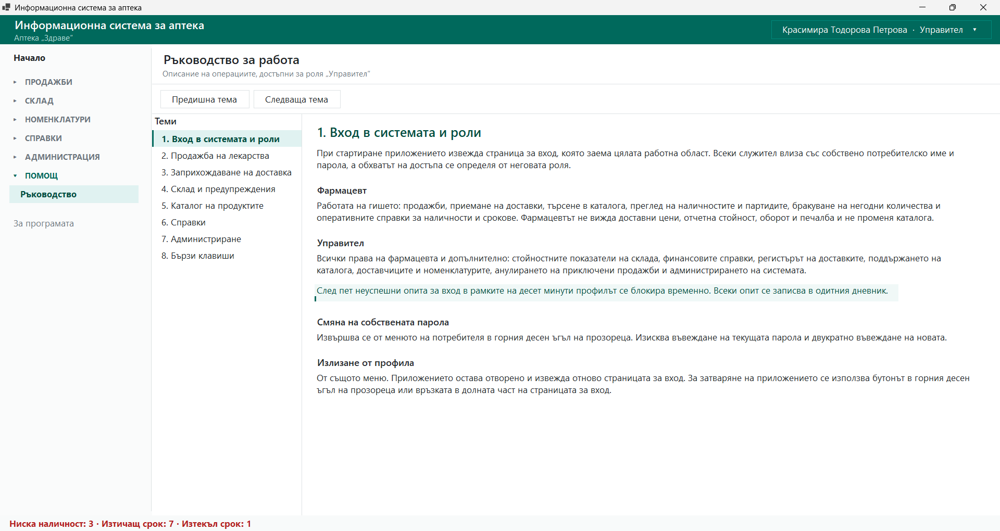 Информационна система за аптека
Информационна система за аптека
Аптека „Здраве“
Красимира Тодорова Петрова · Управител
Начало
ПРОДАЖБИ
СКЛАД
НОМЕНКЛАТУРИ
СПРАВКИ
АДМИНИСТРАЦИЯ
ПОМОЩ
Ръководство
За програмата
Ръководство за работа
Описание на операциите, достъпни за роля „Управител“
Предишна тема
Следваща тема
Теми
1. Вход в системата и роли
2. Продажба на лекарства
3. Заприхождаване на доставка
4. Склад и предупреждения
5. Каталог на продуктите
6. Справки
7. Администриране
8. Бързи клавиши
1. Вход в системата и роли
При стартиране приложението извежда страница за вход, която заема цялата работна област. Всеки служител влиза със собствено потребителско име и
парола, а обхватът на достъпа се определя от неговата роля.
Фармацевт
Работата на гишето: продажби, приемане на доставки, търсене в каталога, преглед на наличностите и партидите, бракуване на негодни количества и
оперативните справки за наличности и срокове. Фармацевтът не вижда доставни цени, отчетна стойност, оборот и печалба и не променя каталога.
Управител
Всички права на фармацевта и допълнително: стойностните показатели на склада, финансовите справки, регистърът на доставките, поддържането на
каталога, доставчиците и номенклатурите, анулирането на приключени продажби и администрирането на системата.
След пет неуспешни опита за вход в рамките на десет минути профилът се блокира временно. Всеки опит се записва в одитния дневник.
Смяна на собствената парола
Извършва се от менюто на потребителя в горния десен ъгъл на прозореца. Изисква въвеждане на текущата парола и двукратно въвеждане на новата.
Излизане от профила
От същото меню. Приложението остава отворено и извежда отново страницата за вход. За затваряне на приложението се използва бутонът в горния десен
ъгъл на прозореца или връзката в долната част на страницата за вход.
Ниска наличност: 3 · Изтичащ срок: 7 · Изтекъл срок: 1